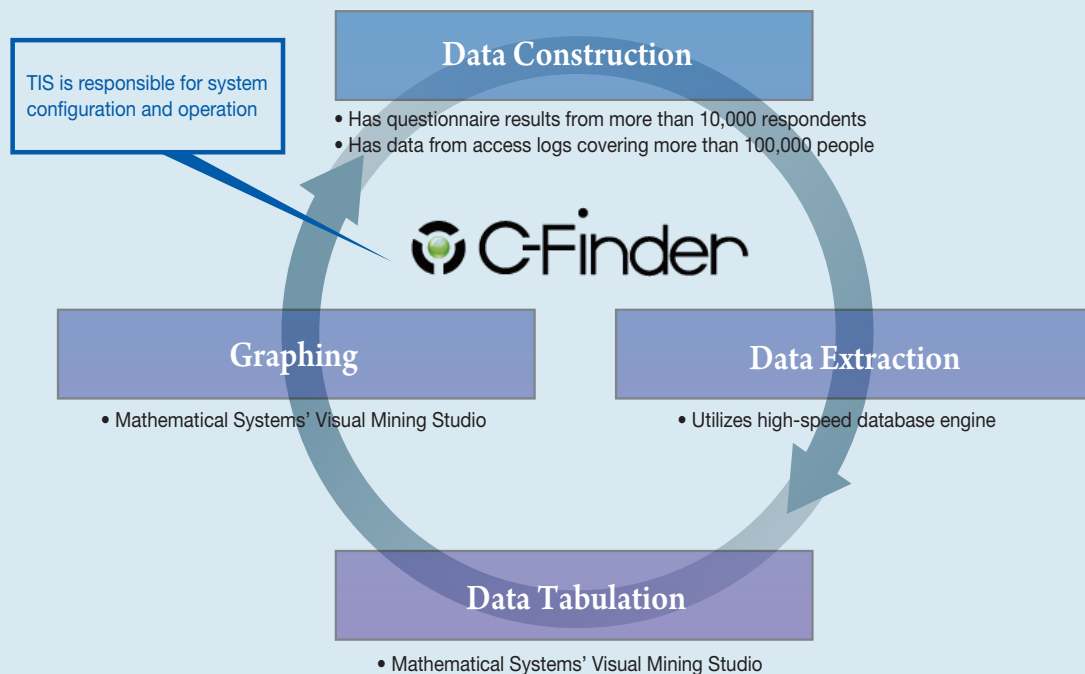 Data Construction
TIS is responsible for system
configuration and operation
• Has questionnaire results from more than 10,000 respondents
• Has data from access logs covering more than 100,000 people
C-Finder
Graphing
Data Extraction
• Mathematical Systems’ Visual Mining Studio
• Utilizes high-speed database engine
Data Tabulation
• Mathematical Systems’ Visual Mining Studio